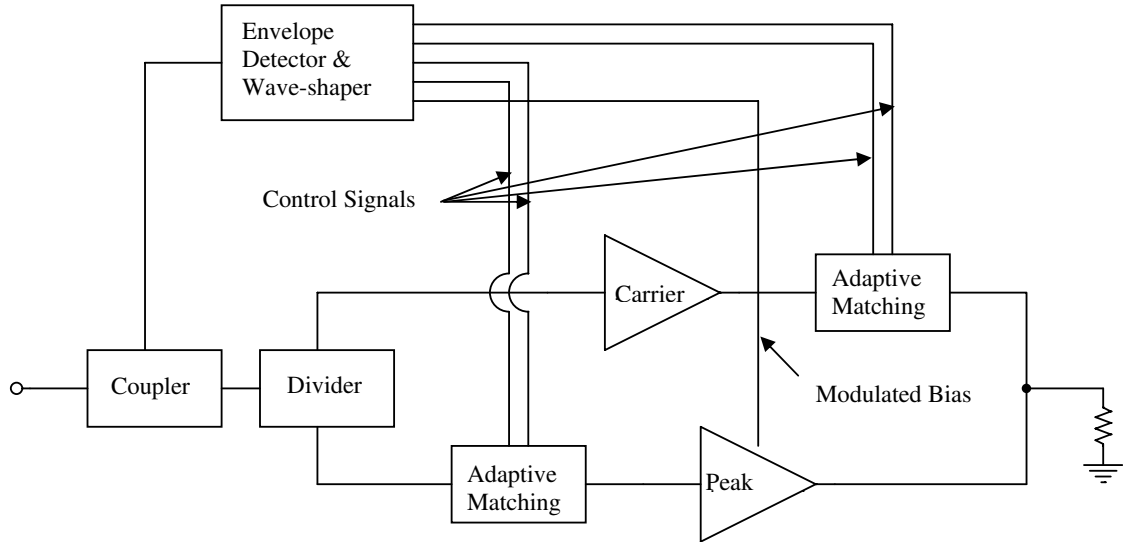 Envelope
Detector &
Wave-shaper
Control Signals
Carrier
Adaptive
Matching
Coupler
Divider
Modulated Bias
Adaptive
Matching
Peak